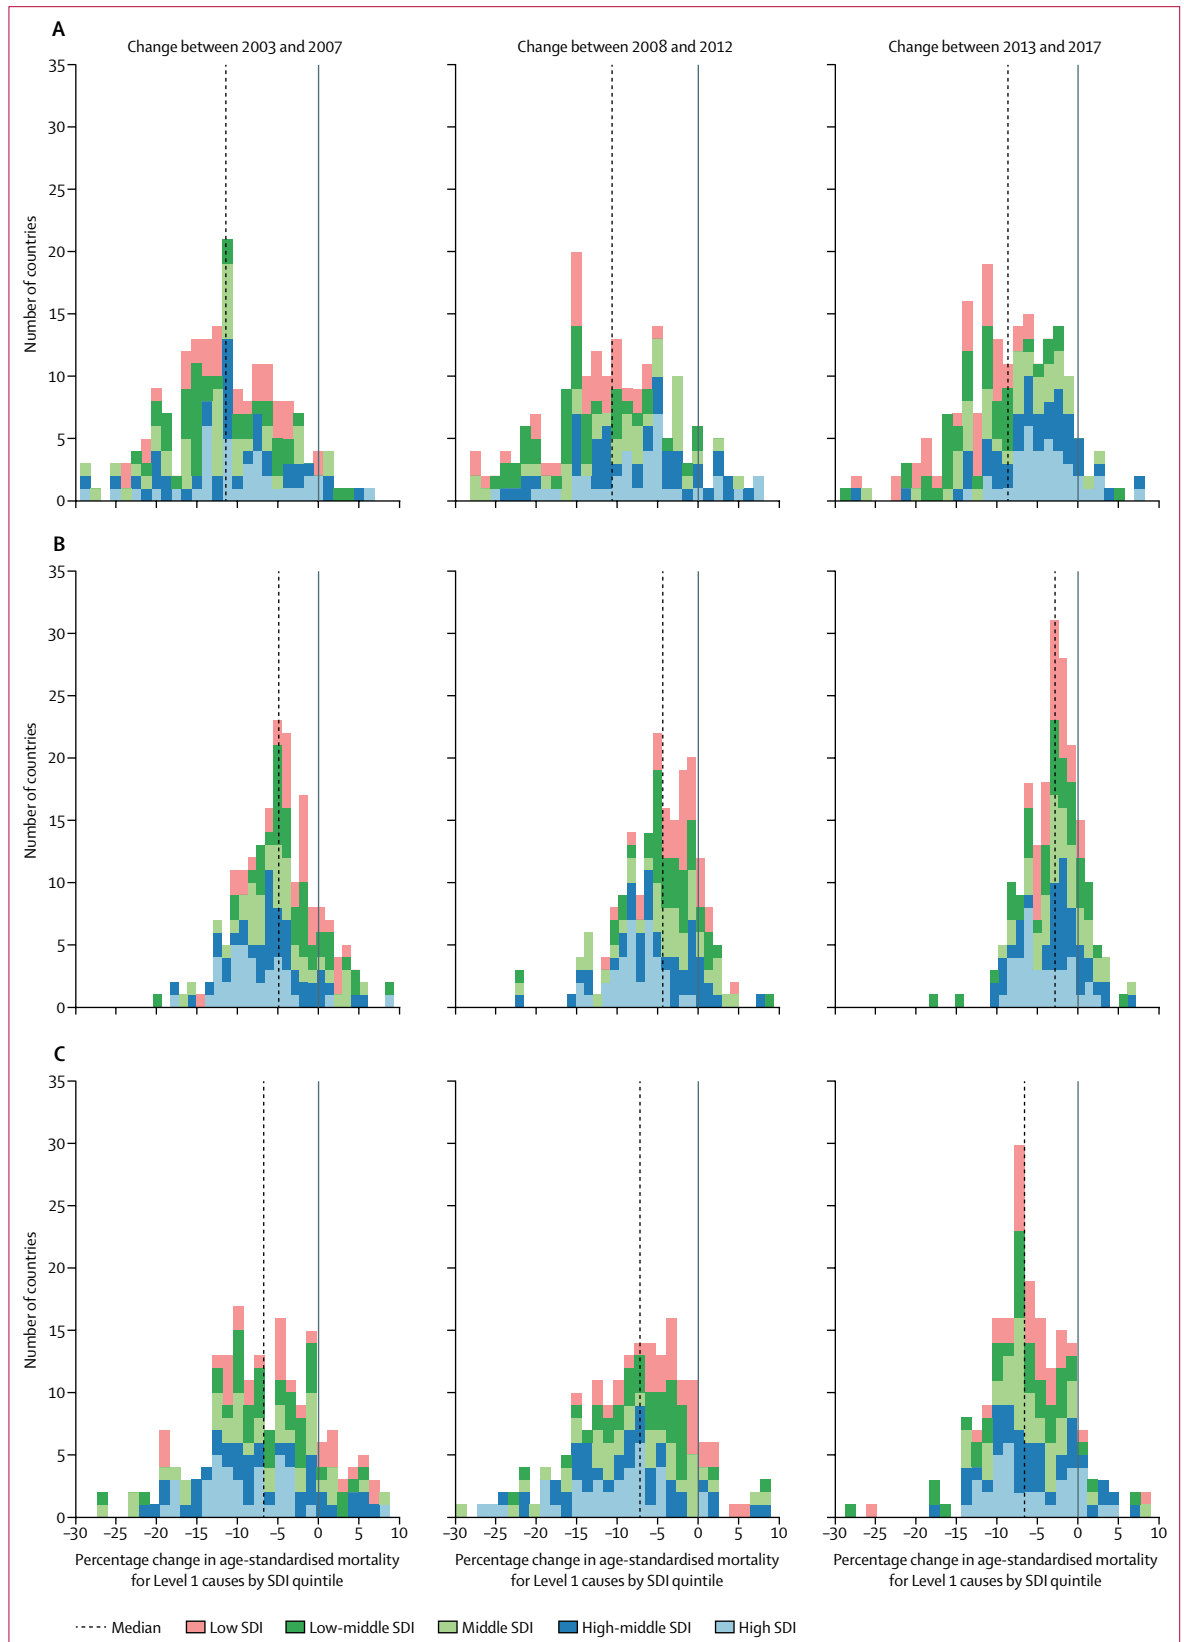 A
Change between 2003 and 2007
Change between 2008 and 2012
Change between 2013 and 2017
Number of countries
35
30
25
20
15
10
5
0
B
Number of countries
35
30
25
20
15
10
5
0
C
Number of countries
35
30
25
20
15
10
5
0
–30 –25 –20 –15 –10 –5 0 5 10
–30 –25 –20 –15 –10 –5 0 5 10
–30 –25 –20 –15 –10 –5 0 5 10
Percentage change in age-standardised mortality
for Level 1 causes by SDI quintile
Percentage change in age-standardised mortality
for Level 1 causes by SDI quintile
Percentage change in age-standardised mortality
for Level 1 causes by SDI quintile
Median Low SDI Low-middle SDI Middle SDI High-middle SDI High SDI